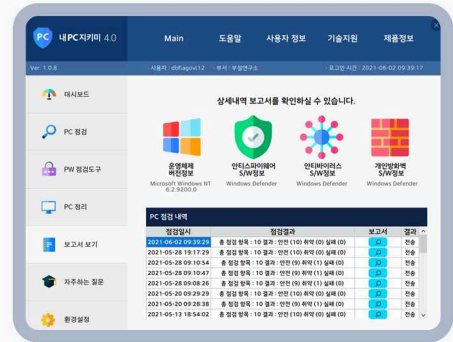 PC 내PC지키미 4.0
Main 도움말 사용자 정보 기술지원 제품정보
Ver. 1.0.8 · 사용자 : dbflagovl12 · 부서 : 부설연구소 · 로그인 시간 : 2021-06-02 09:39:17
대시보드
PC 점검
PW 점검도구
PC 정리
보고서 보기
자주하는 질문
환경설정
상세내역 보고서를 확인하실 수 있습니다.
운영체제 버전정보
Microsoft Windows NT 6.2.9200.0
안티스파이웨어 S/W정보
Windows Defender
안티바이러스 S/W정보
Windows Defender
개인방화벽 S/W정보
Windows Defender
PC 점검 내역
점검일시 점검결과 보고서 결과
2021-06-02 09:39:29 총 점검 항목 : 10 결과 : 안전 (10) 취약 (0) 실패 (0) 전송
2021-05-28 19:17:29 총 점검 항목 : 10 결과 : 안전 (10) 취약 (0) 실패 (0) 전송
2021-05-28 09:10:54 총 점검 항목 : 10 결과 : 안전 (9) 취약 (1) 실패 (0) 전송
2021-05-28 09:10:47 총 점검 항목 : 10 결과 : 안전 (9) 취약 (1) 실패 (0) 전송
2021-05-28 09:08:26 총 점검 항목 : 10 결과 : 안전 (9) 취약 (1) 실패 (0) 전송
2021-05-20 09:29:29 총 점검 항목 : 10 결과 : 안전 (10) 취약 (0) 실패 (0) 전송
2021-05-20 09:28:38 총 점검 항목 : 10 결과 : 안전 (9) 취약 (1) 실패 (0) 전송
2021-05-13 18:54:02 총 점검 항목 : 10 결과 : 안전 (10) 취약 (0) 실패 (0) 전송